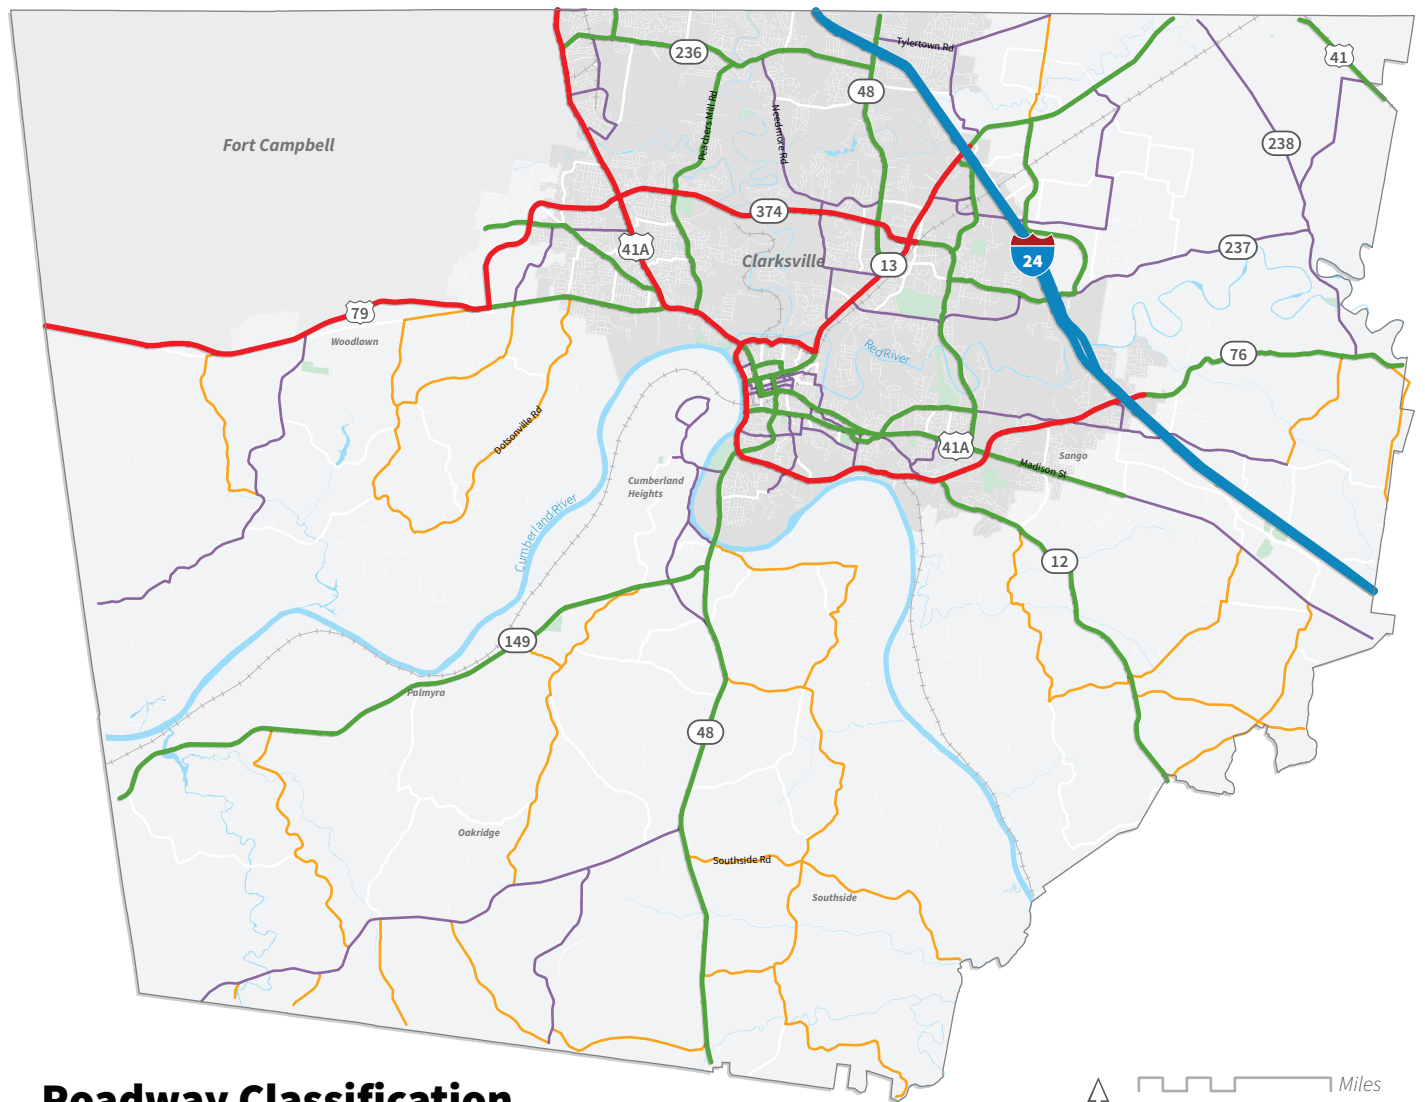 Tylertown Rd
236
41
48
Peachers Mill Rd
Needmore Rd
Fort Campbell
238
374
41A
Clarksville
13
24
237
79
Woodlawn
Red River
76
Dotsonville Rd
41A
Sango
Madison St
Cumberland
Heights
Cumberland River
12
149
Palmyra
48
Oakridge
Southside Rd
Southside
Roadway Classification
Miles